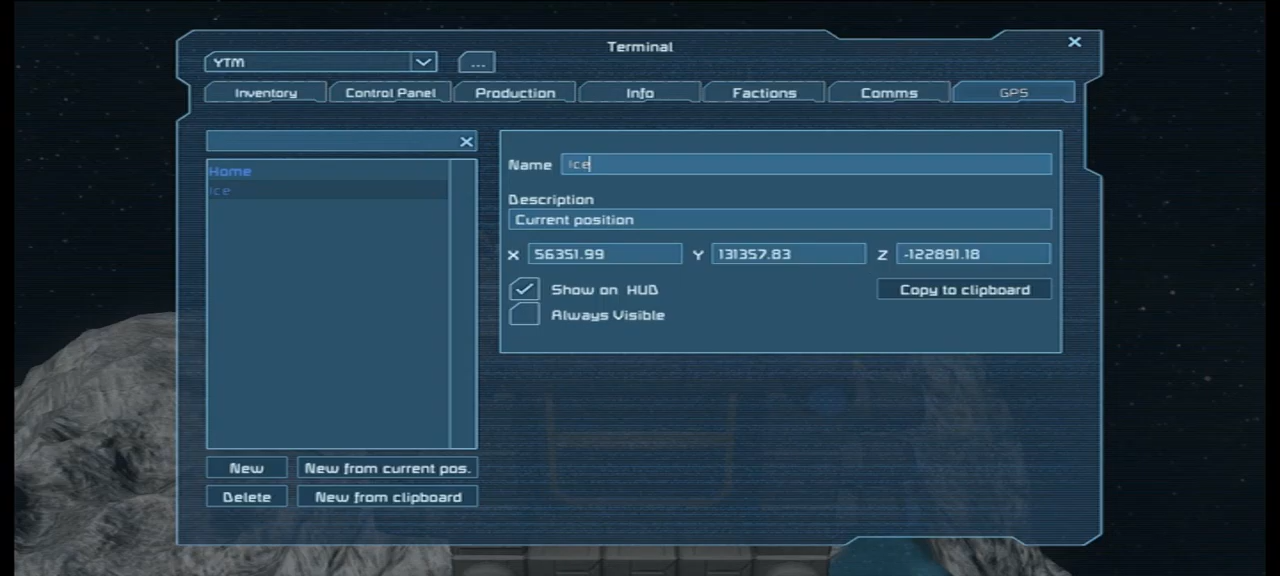 Terminal
YTM
...
Inventory
Control Panel
Production
Info
Factions
Comms
GPS
Home
Ice
Name
Ice
Description
Current position
X 56351.99 Y 131357.83 Z -122891.18
Show on HUD
Copy to clipboard
Always Visible
New
New from current pos.
Delete
New from clipboard